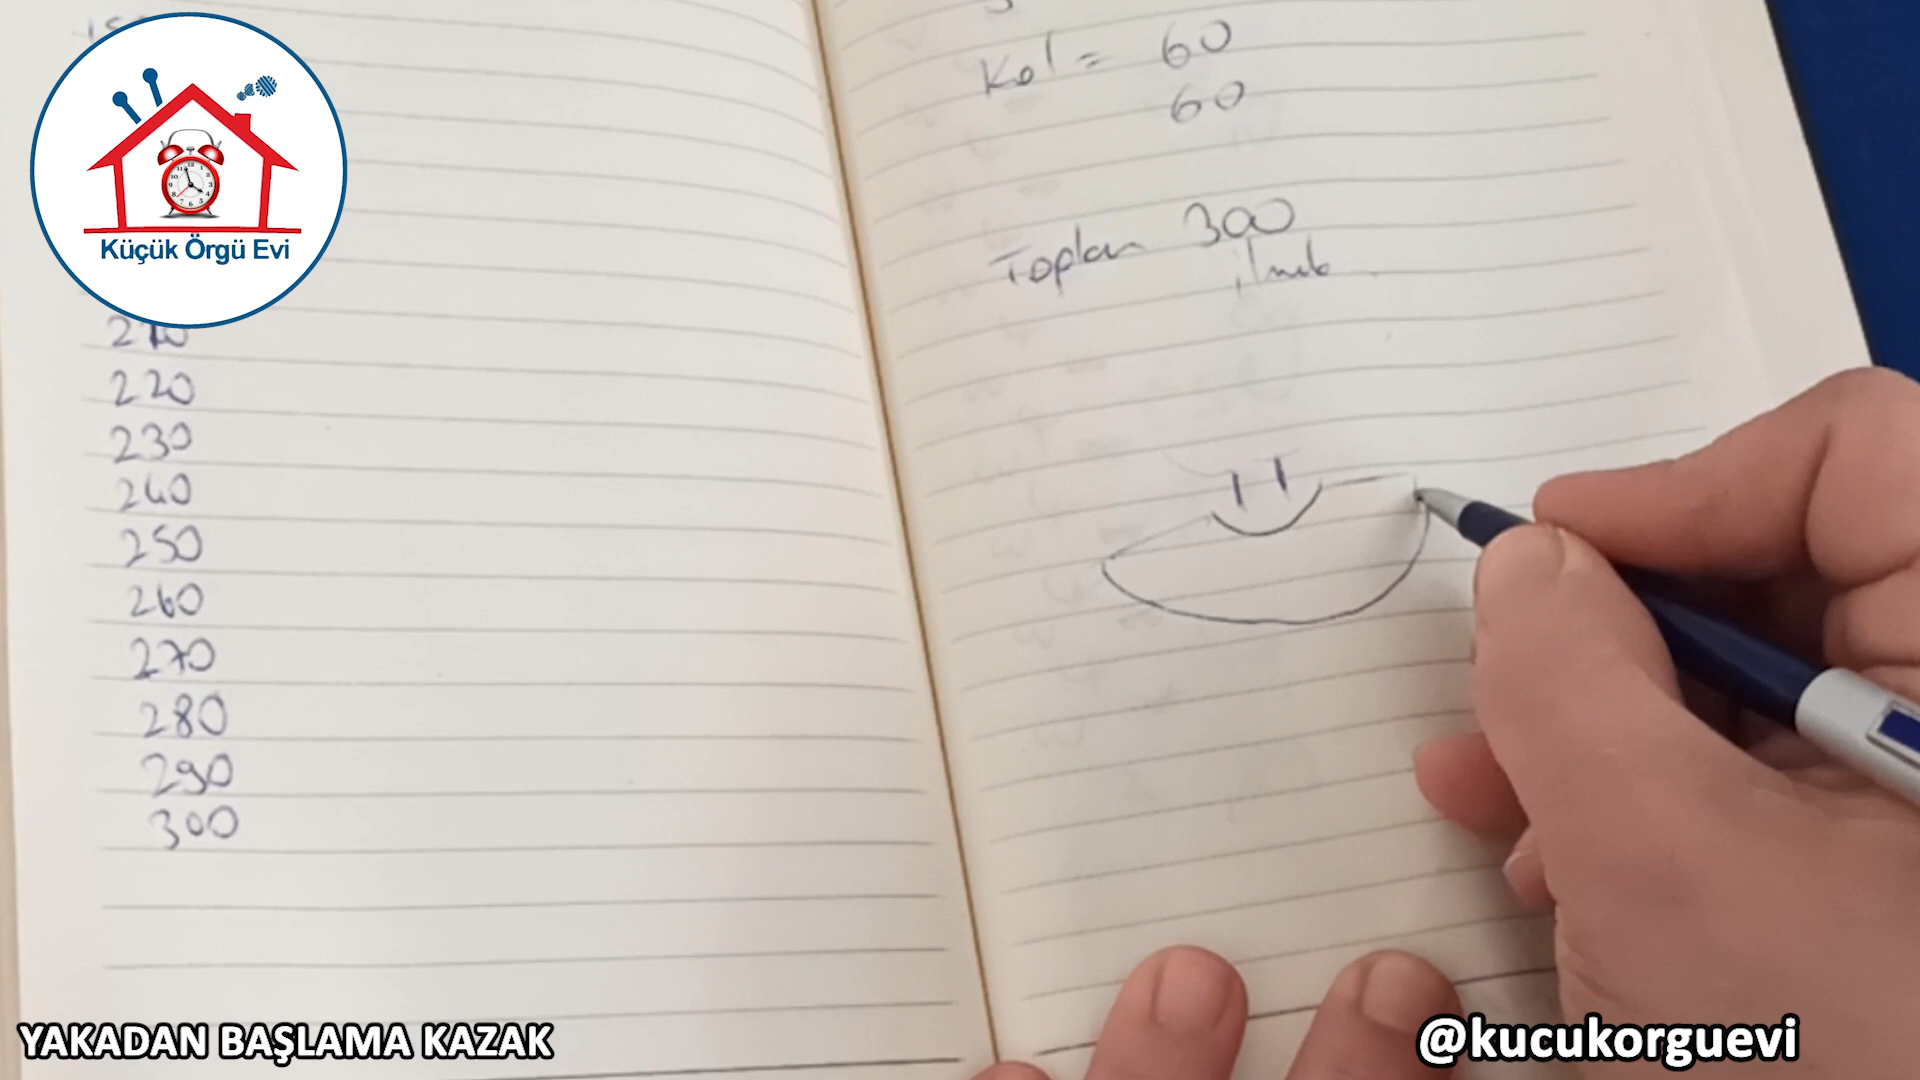 Küçük Örgü Evi
210
220
230
240
250
260
270
280
290
300
Kol = 60
60
Toplam 300
ilmek
YAKADAN BAŞLAMA KAZAK
@kucukorguevi